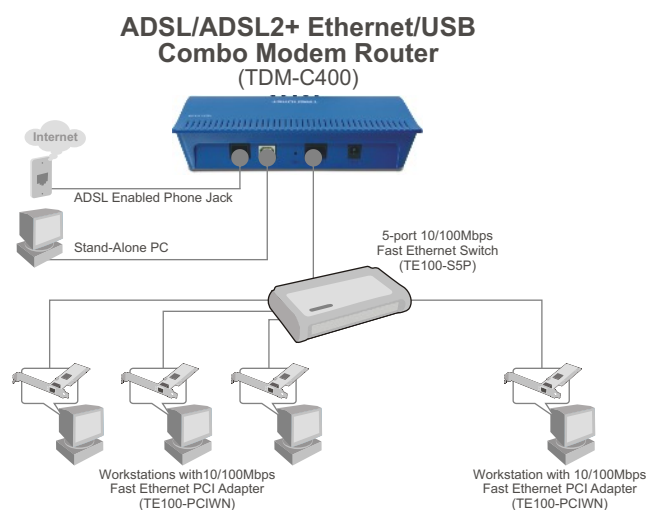 ADSL/ADSL2+ Ethernet/USB
Combo Modem Router
(TDM-C400)
Internet
ADSL Enabled Phone Jack
Stand-Alone PC
5-port 10/100Mbps
Fast Ethernet Switch
(TE100-S5P)
Workstations with10/100Mbps
Fast Ethernet PCI Adapter
(TE100-PCIWN)
Workstation with 10/100Mbps
Fast Ethernet PCI Adapter
(TE100-PCIWN)